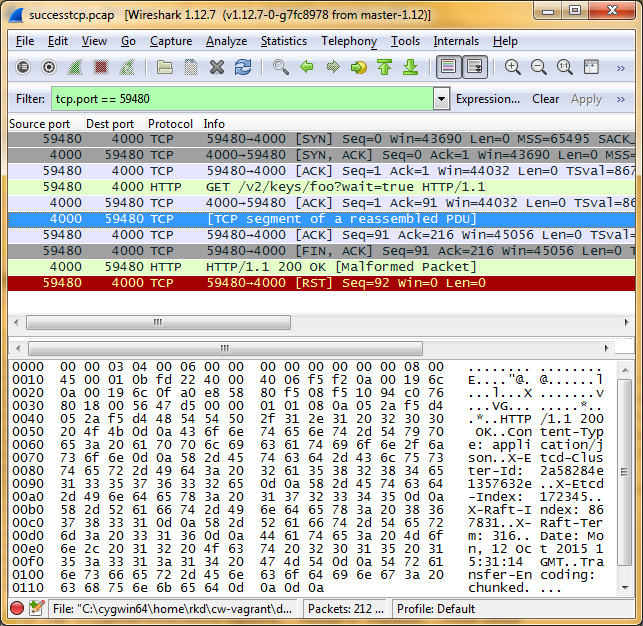 successtcp.pcap [Wireshark 1.12.7 (v1.12.7-0-g7fc8978 from master-1.12)]
File Edit View Go Capture Analyze Statistics Telephony Tools Internals Help
Filter: tcp.port == 59480 Expression... Clear Apply »
Source port Dest port Protocol Info
59480 4000 TCP 59480→4000 [SYN] Seq=0 Win=43690 Len=0 MSS=65495 SACK_
4000 59480 TCP 4000→59480 [SYN, ACK] Seq=0 Ack=1 Win=43690 Len=0 MSS=
59480 4000 TCP 59480→4000 [ACK] Seq=1 Ack=1 Win=44032 Len=0 TSval=867
59480 4000 HTTP GET /v2/keys/foo?wait=true HTTP/1.1
4000 59480 TCP 4000→59480 [ACK] Seq=1 Ack=91 Win=44032 Len=0 TSval=86
4000 59480 TCP [TCP segment of a reassembled PDU]
59480 4000 TCP 59480→4000 [ACK] Seq=91 Ack=216 Win=45056 Len=0 TSval=
59480 4000 TCP 59480→4000 [FIN, ACK] Seq=91 Ack=216 Win=45056 Len=0 T
4000 59480 HTTP HTTP/1.1 200 OK [Malformed Packet]
59480 4000 TCP 59480→4000 [RST] Seq=92 Win=0 Len=0
0000 00 00 03 04 00 06 00 00 00 00 00 00 00 00 08 00 ........ ........
0010 45 00 01 0b fd 22 40 00 40 06 f5 f2 0a 00 19 6c E...."@. @......l
0020 0a 00 19 6c 0f a0 e8 58 80 f5 08 f5 10 94 c0 76 ...l...X .......v
0030 80 18 00 56 47 d5 00 00 01 01 08 0a 05 2a f5 d4 ...VG... .....*..
0040 05 2a f5 d4 48 54 54 50 2f 31 2e 31 20 32 30 30 .*..HTTP /1.1 200
0050 20 4f 4b 0d 0a 43 6f 6e 74 65 6e 74 2d 54 79 70 OK..Con tent-Typ
0060 65 3a 20 61 70 70 6c 69 63 61 74 69 6f 6e 2f 6a e: appli cation/j
0070 73 6f 6e 0d 0a 58 2d 45 74 63 64 2d 43 6c 75 73 son..X-E tcd-Clus
0080 74 65 72 2d 49 64 3a 20 32 61 35 38 32 38 34 65 ter-Id: 2a58284e
0090 31 33 35 37 36 33 32 65 0d 0a 58 2d 45 74 63 64 1357632e ..X-Etcd
00a0 2d 49 6e 64 65 78 3a 20 31 37 32 33 34 35 0d 0a -Index: 172345..
00b0 58 2d 52 61 66 74 2d 49 6e 64 65 78 3a 20 38 36 X-Raft-I ndex: 86
00c0 37 38 33 31 0d 0a 58 2d 52 61 66 74 2d 54 65 72 7831..X- Raft-Ter
00d0 6d 3a 20 33 31 36 0d 0a 44 61 74 65 3a 20 4d 6f m: 316.. Date: Mo
00e0 6e 2c 20 31 32 20 4f 63 74 20 32 30 31 35 20 31 n, 12 Oc t 2015 1
00f0 35 3a 33 31 3a 31 34 20 47 4d 54 0d 0a 54 72 61 5:31:14 GMT..Tra
0100 6e 73 66 65 72 2d 45 6e 63 6f 64 69 6e 67 3a 20 nsfer-En coding:
0110 63 68 75 6e 6b 65 64 0d 0a 0d 0a chunked. ...
File: "C:\cygwin64\home\rkd\cw-vagrant\d... Packets: 212 ... Profile: Default